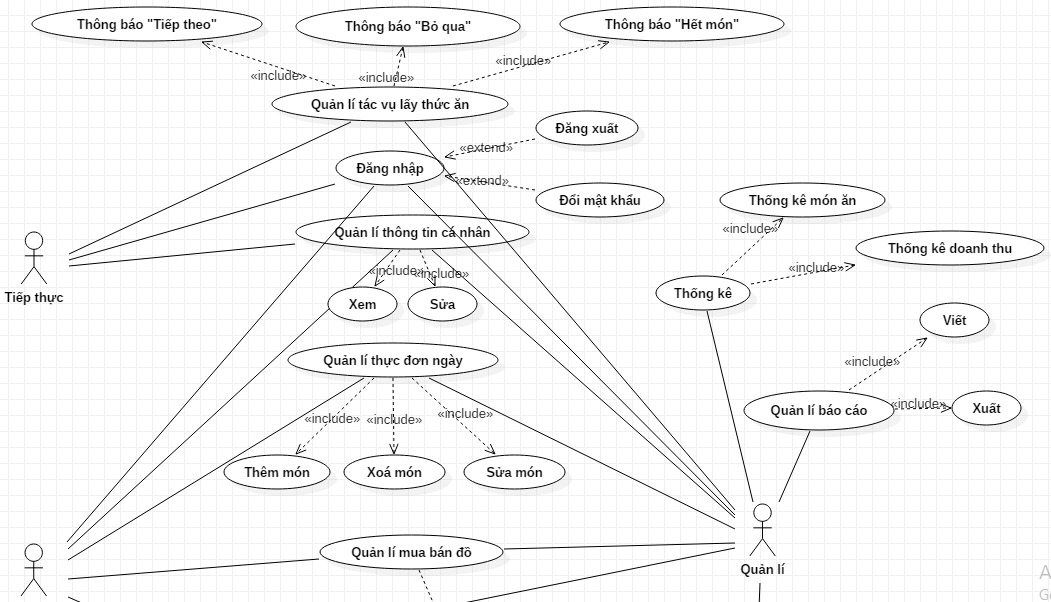 Thông báo "Tiếp theo"
Thông báo "Bỏ qua"
Thông báo "Hết món"
«include»
«include»
«include»
Quản lí tác vụ lấy thức ăn
Đăng xuất
«extend»
Đăng nhập
«extend»
Đổi mật khẩu
Thống kê món ăn
«include»
Quản lí thông tin cá nhân
Thống kê doanh thu
«include»
«include»
«include»
Tiếp thực
Thống kê
Xem
Sửa
Viết
«include»
Quản lí thực đơn ngày
«include»
Quản lí báo cáo
Xuất
«include»
«include»
«include»
Thêm món
Xoá món
Sửa món
Quản lí mua bán đồ
Quản lí